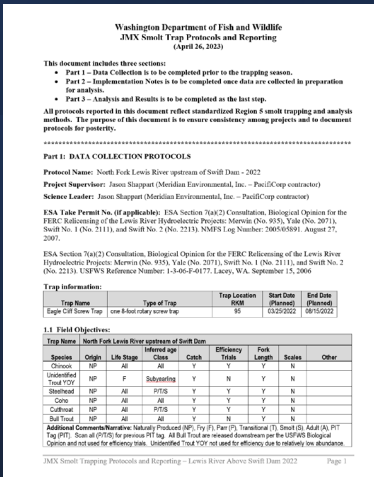 Washington Department of Fish and Wildlife
JMX Smolt Trap Protocols and Reporting
(April 26, 2023)
This document includes three sections:
• Part 1 – Data Collection is to be completed prior to the trapping season.
• Part 2 – Implementation Notes is to be completed once data are collected in preparation
for analysis.
• Part 3 – Analysis and Results is to be completed as the last step.
All protocols reported in this document reflect standardized Region 5 smolt trapping and analysis
methods. The purpose of this document is to ensure consistency among projects and to document
protocols for posterity.
Part 1: DATA COLLECTION PROTOCOLS
Protocol Name: North Fork Lewis River upstream of Swift Dam - 2022
Project Supervisor: Jason Shappart (Meridian Environmental, Inc. – PacifiCorp contractor)
Science Leader: Jason Shappart (Meridian Environmental, Inc. – PacifiCorp contractor)
ESA Take Permit No. (if applicable): ESA Section 7(a)(2) Consultation, Biological Opinion for the
FERC Relicensing of the Lewis River Hydroelectric Projects: Merwin (No. 935), Yale (No. 2071),
Swift No. 1 (No. 2111), and Swift No. 2 (No. 2213). NMFS Log Number: 2005/05891. August 27,
2007.
ESA Section 7(a)(2) Consultation, Biological Opinion for the FERC Relicensing of the Lewis River
Hydroelectric Projects: Merwin (No. 935), Yale (No. 2071), Swift No. 1 (No. 2111), and Swift No. 2
(No. 2213). USFWS Reference Number: 1-3-06-F-0177. Lacey, WA. September 15, 2006
Trap information:
Trap Name Type of Trap Trap Location RKM Start Date (Planned) End Date (Planned)
Eagle Cliff Screw Trap one 8-foot rotary screw trap 95 03/25/2022 08/15/2022
1.1 Field Objectives:
Trap Name North Fork Lewis River upstream of Swift Dam
Species Origin Life Stage Inferred age Class Catch Efficiency Trials Fork Length Scales Other
Chinook NP All All Y Y Y N
Unidentified Trout YOY NP F Subyearling Y N Y N
Steelhead NP All P/T/S Y Y Y N
Coho NP All All Y Y Y N
Cutthroat NP All P/T/S Y Y Y N
Bull Trout NP All All Y N Y N
Additional Comments/Narrative: Naturally Produced (NP), Fry (F), Parr (P), Transitional (T), Smolt (S), Adult (A), PIT
Tag (PIT). Scan all (P/T/S) for previous PIT tag. All Bull Trout are released downstream per the USFWS Biological
Opinion and not used for efficiency trials. Unidentified Trout YOY not used for efficiency due to relatively low abundance.
JMX Smolt Trapping Protocols and Reporting – Lewis River Above Swift Dam 2022 Page 1